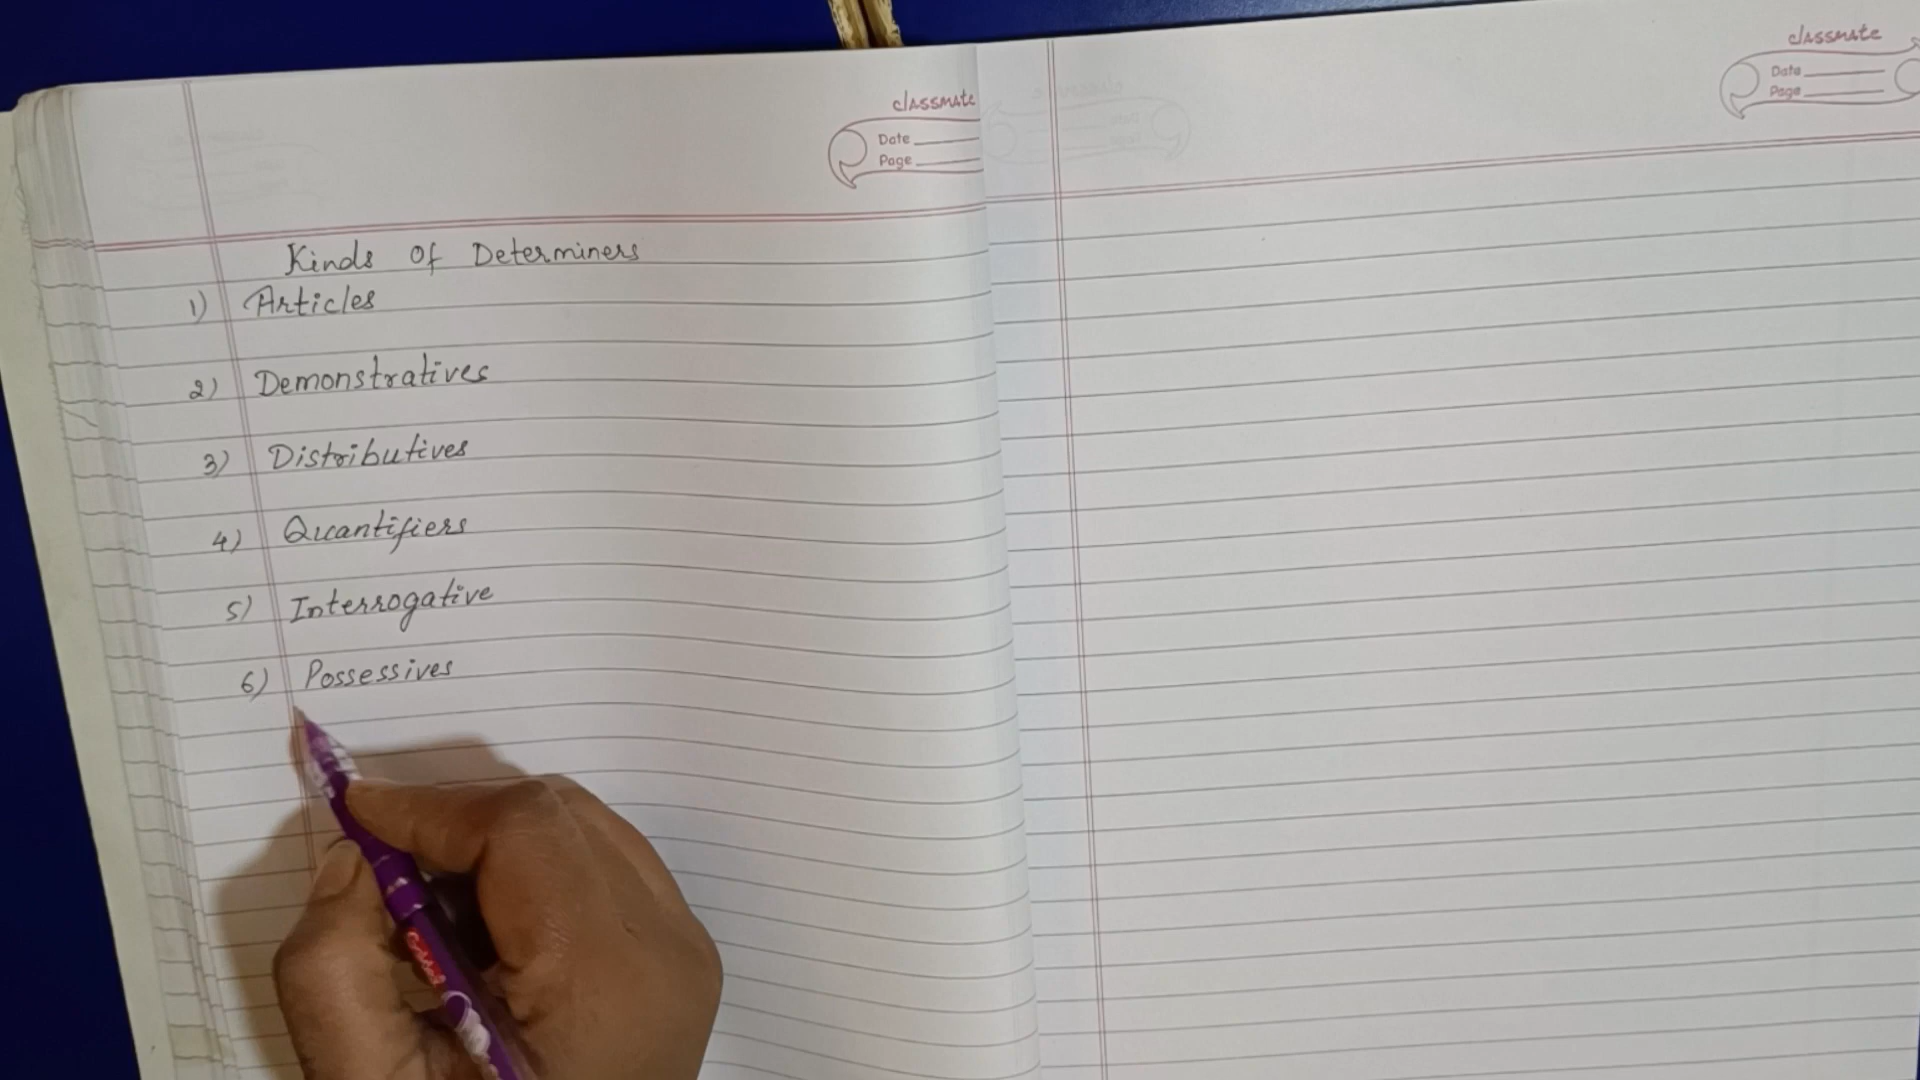 classmate
Date
Page
Kinds Of Determiners
1) Articles
2) Demonstratives
3) Distributives
4) Quantifiers
5) Interrogative
6) Possessives
classmate
Date
Page